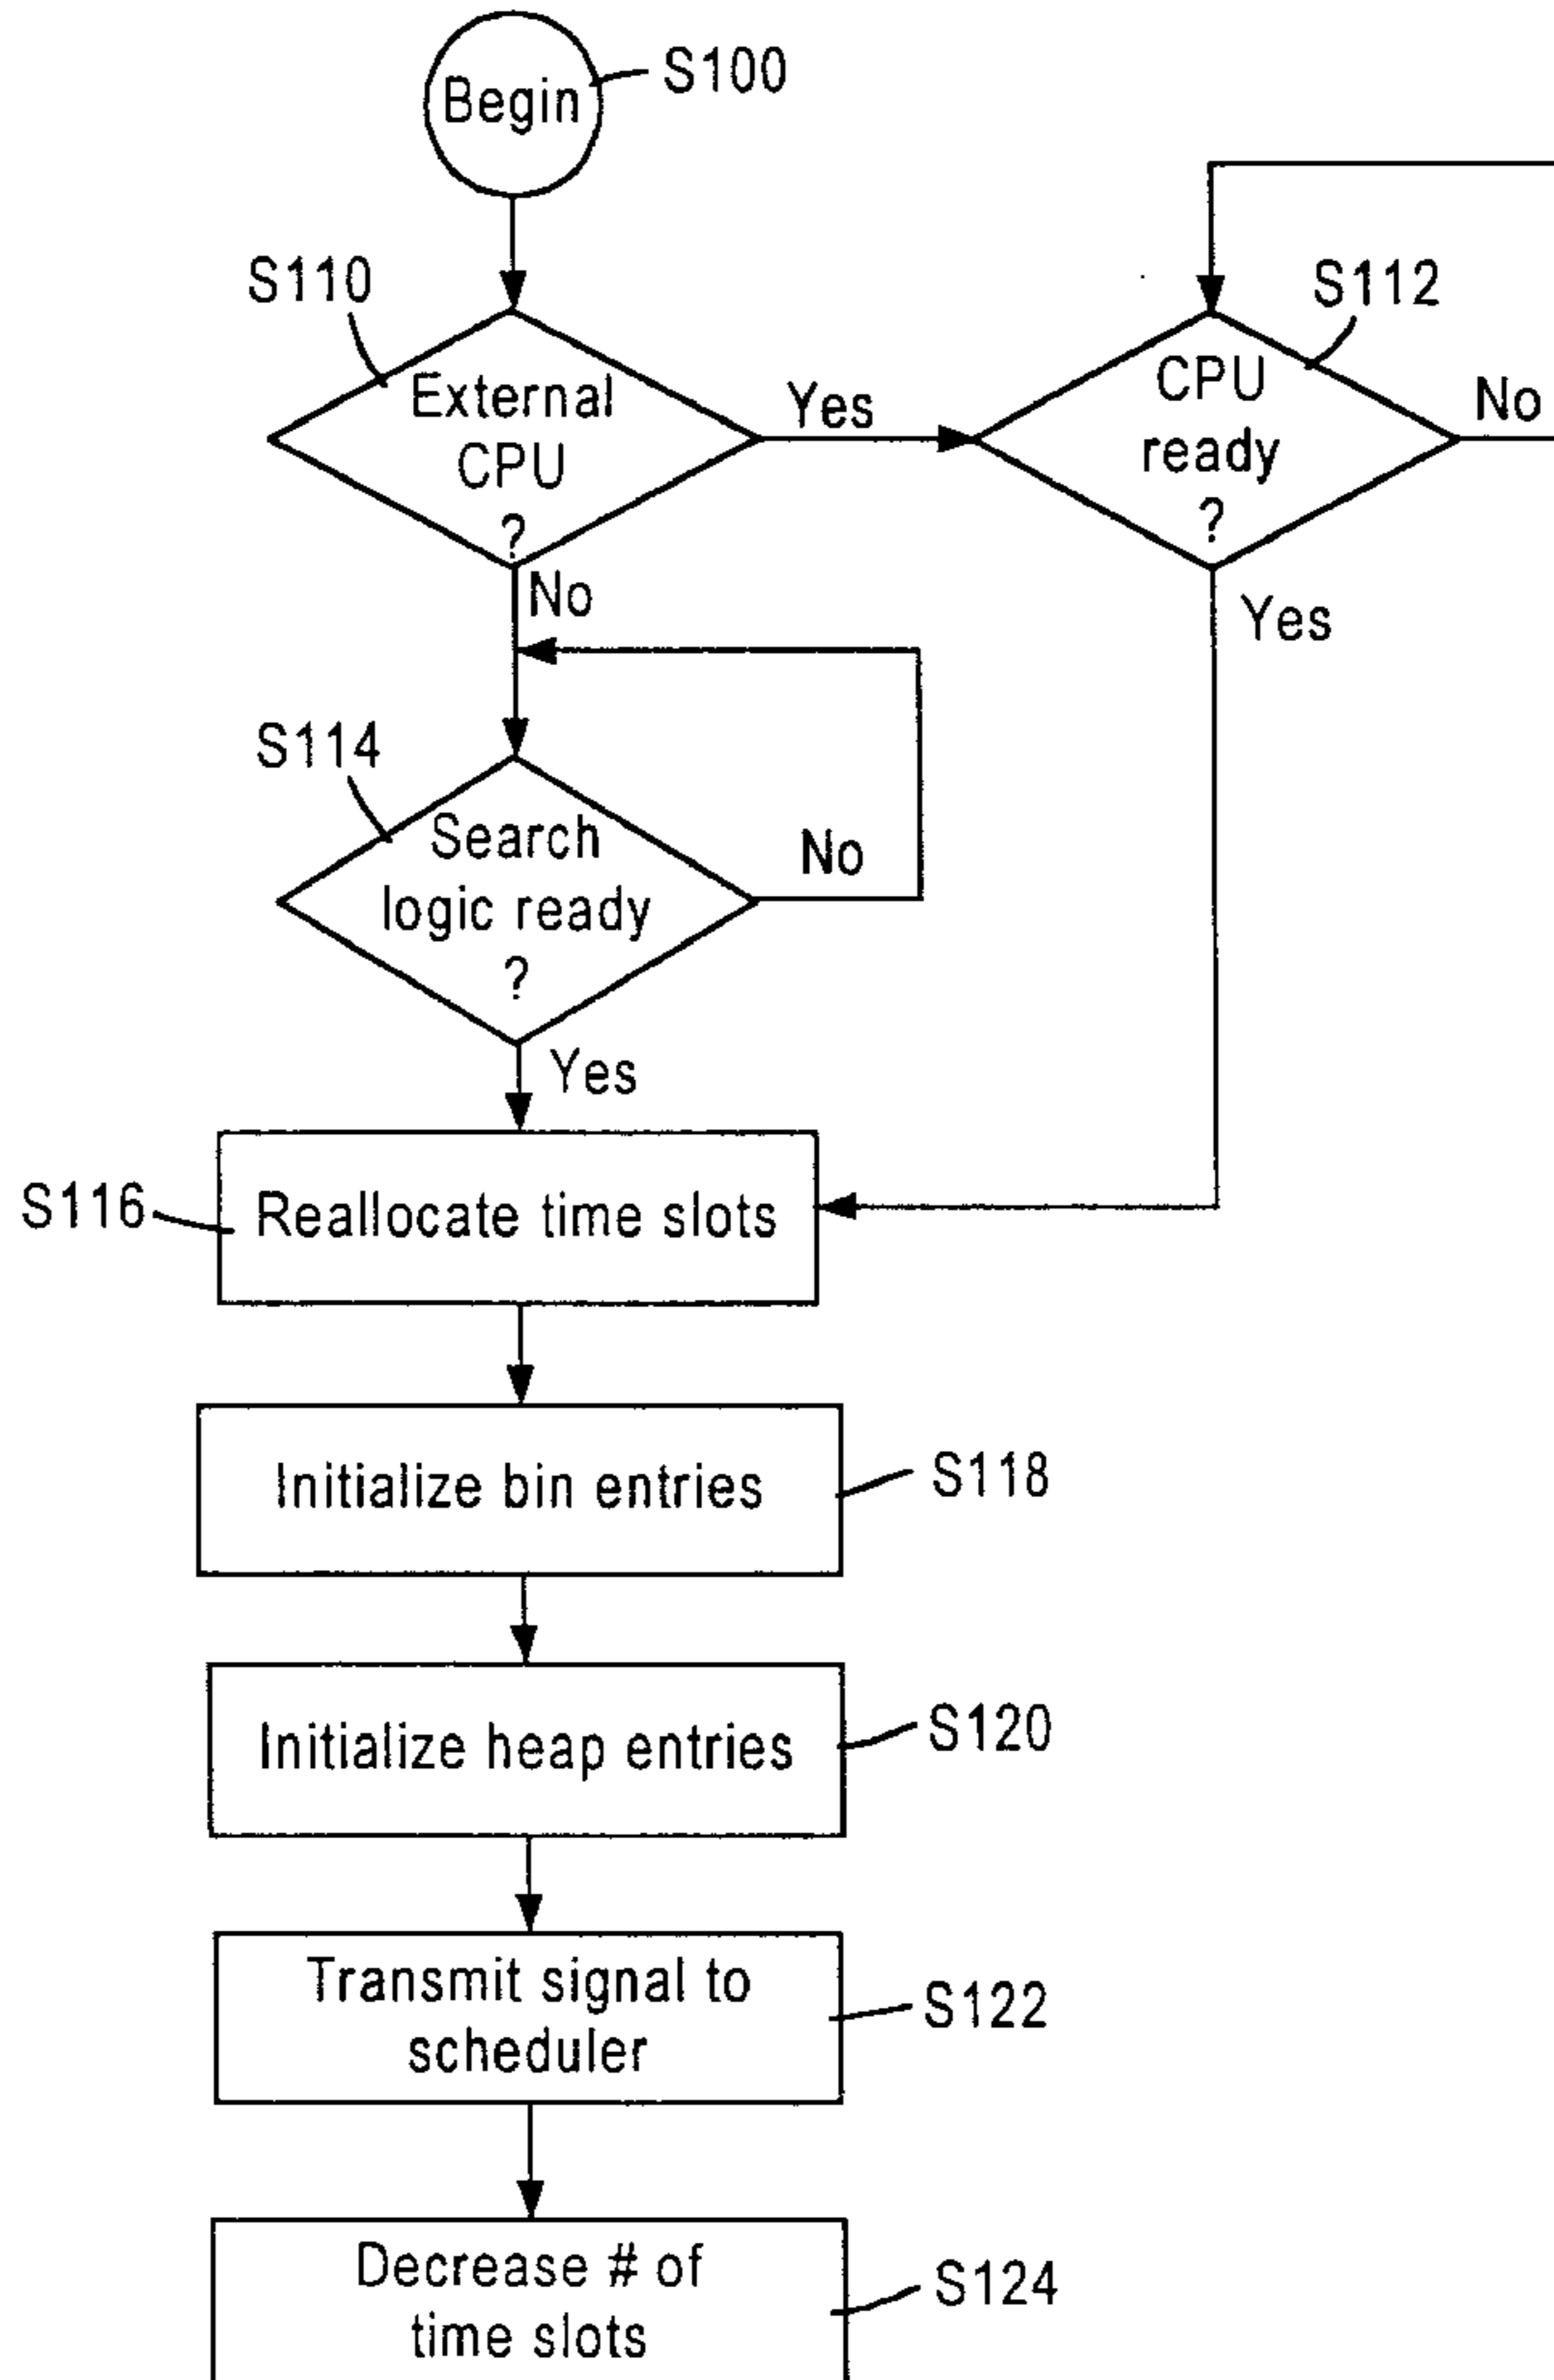 Begin
S100
S110
External
CPU
?
Yes
No
S112
CPU
ready
?
No
Yes
S114
Search
logic ready
?
No
Yes
S116
Reallocate time slots
Initialize bin entries
S118
Initialize heap entries
S120
Transmit signal to
scheduler
S122
Decrease # of
time slots
S124